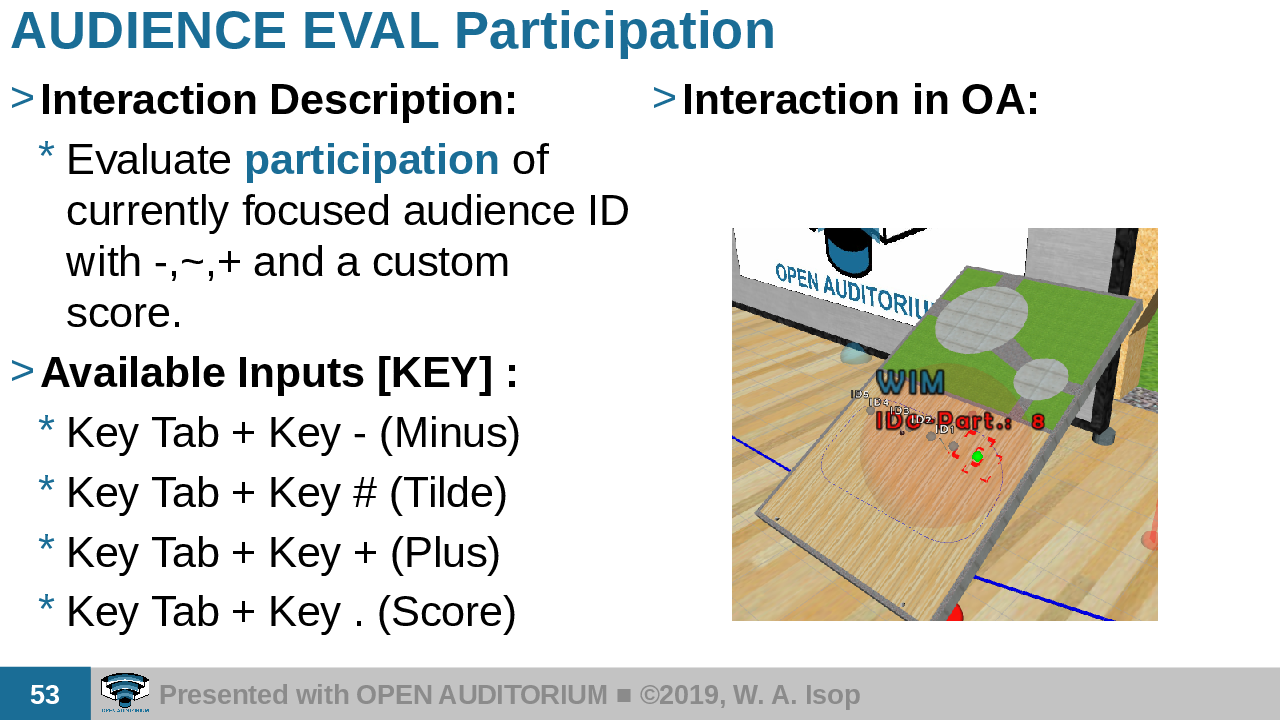 AUDIENCE EVAL Participation
> Interaction Description:
* Evaluate participation of
currently focused audience ID
with -,~,+ and a custom
score.
> Available Inputs [KEY] :
* Key Tab + Key - (Minus)
* Key Tab + Key # (Tilde)
* Key Tab + Key + (Plus)
* Key Tab + Key . (Score)
> Interaction in OA:
OPEN AUDITORIU
WIM
ID5
ID4
ID3
ID2
ID1
Part.: 8
53
OPEN AUDITORIUM
Presented with OPEN AUDITORIUM ■ ©2019, W. A. Isop